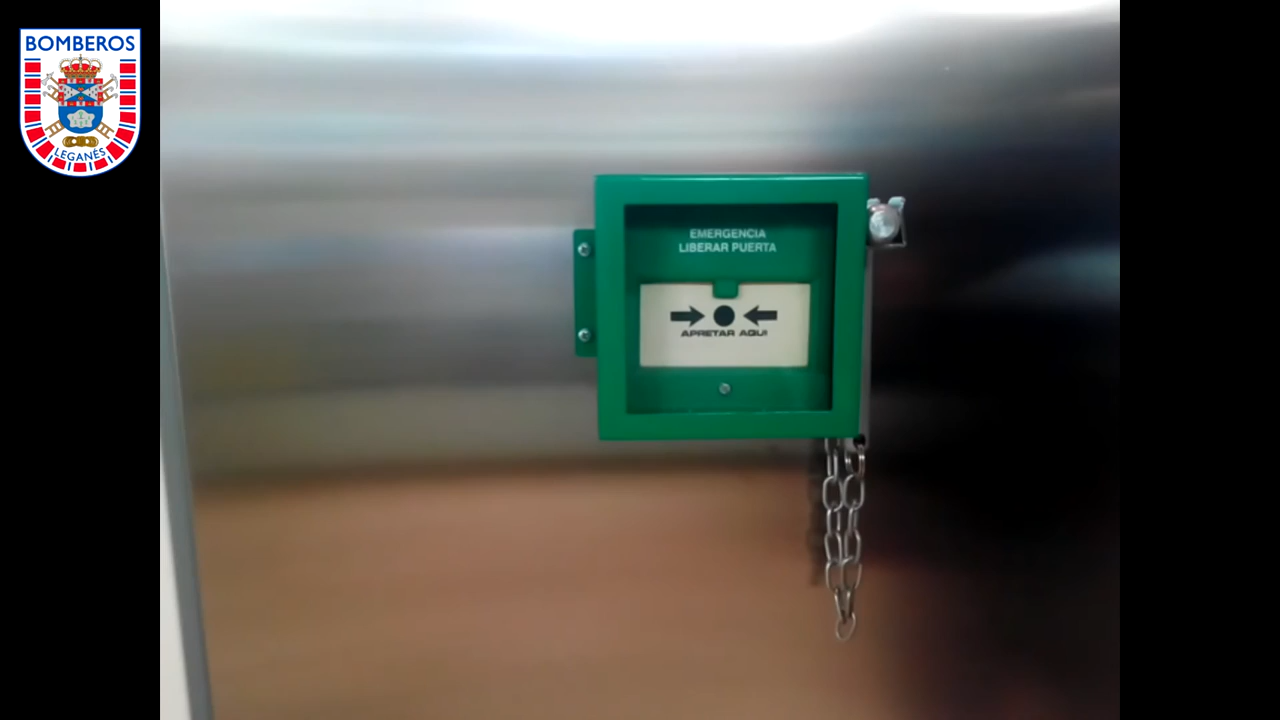 BOMBEROS
LEGANÉS
EMERGENCIA
LIBERAR PUERTA
APRETAR AQUI